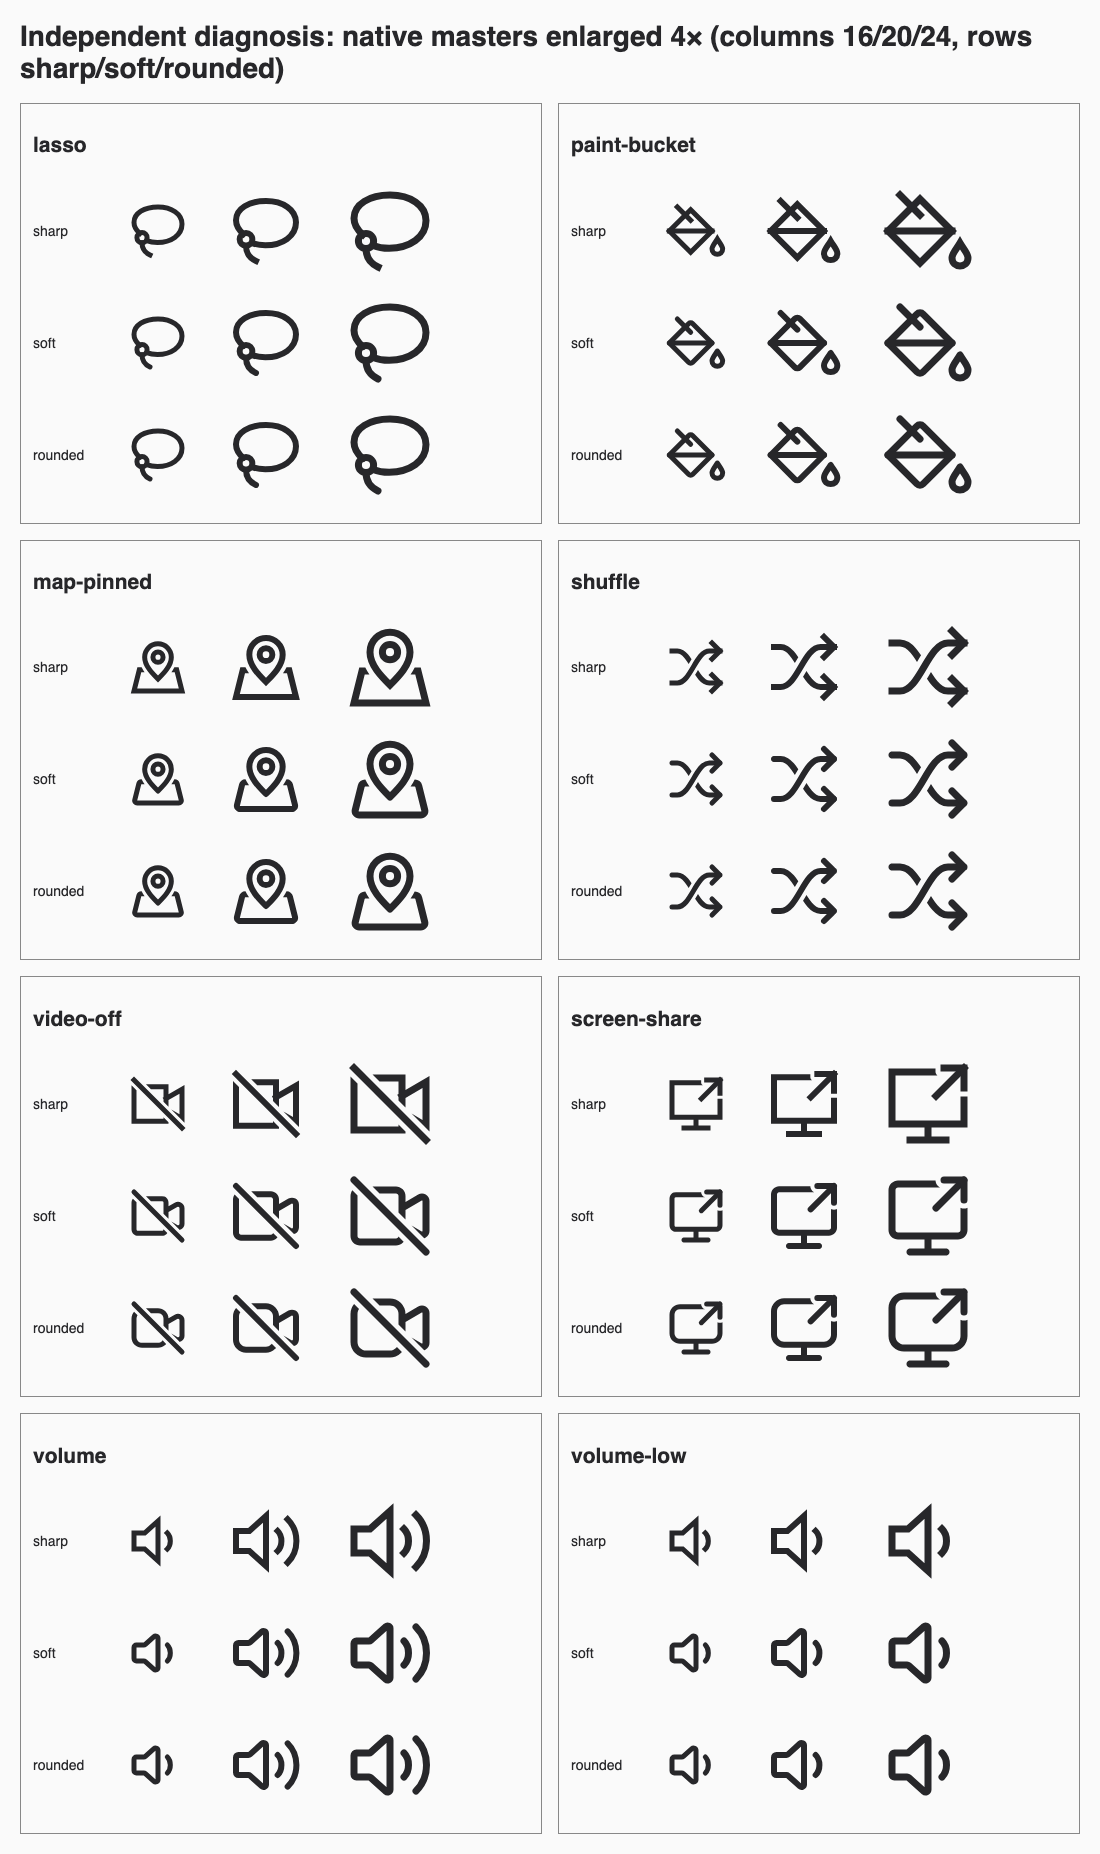 Independent diagnosis: native masters enlarged 4× (columns 16/20/24, rows
sharp/soft/rounded)
lasso
sharp
soft
rounded
paint-bucket
sharp
soft
rounded
map-pinned
sharp
soft
rounded
shuffle
sharp
soft
rounded
video-off
sharp
soft
rounded
screen-share
sharp
soft
rounded
volume
sharp
soft
rounded
volume-low
sharp
soft
rounded